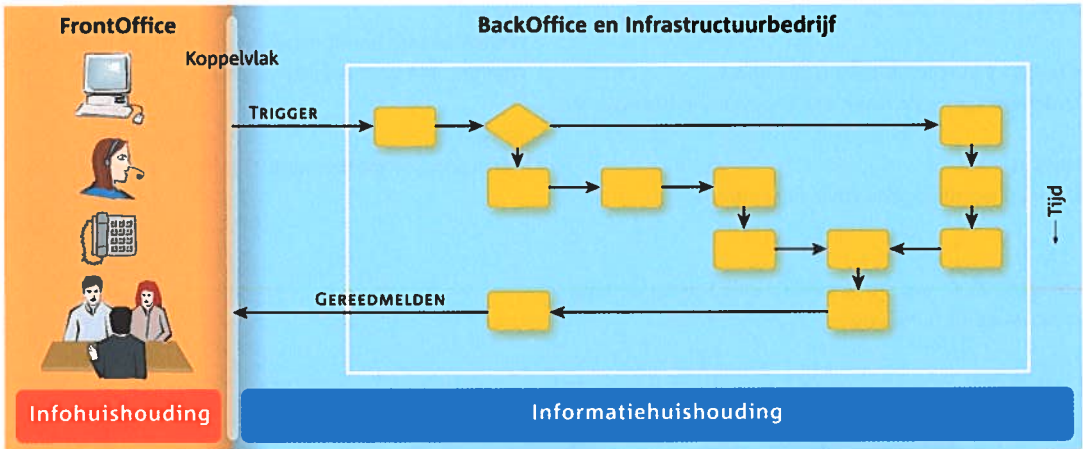 FrontOffice
BackOffice en Infrastructuurbedrijf
Koppelvlak
TRIGGER
Tijd
GEREEDMELDEN
Infohuishouding
Informatiehuishouding